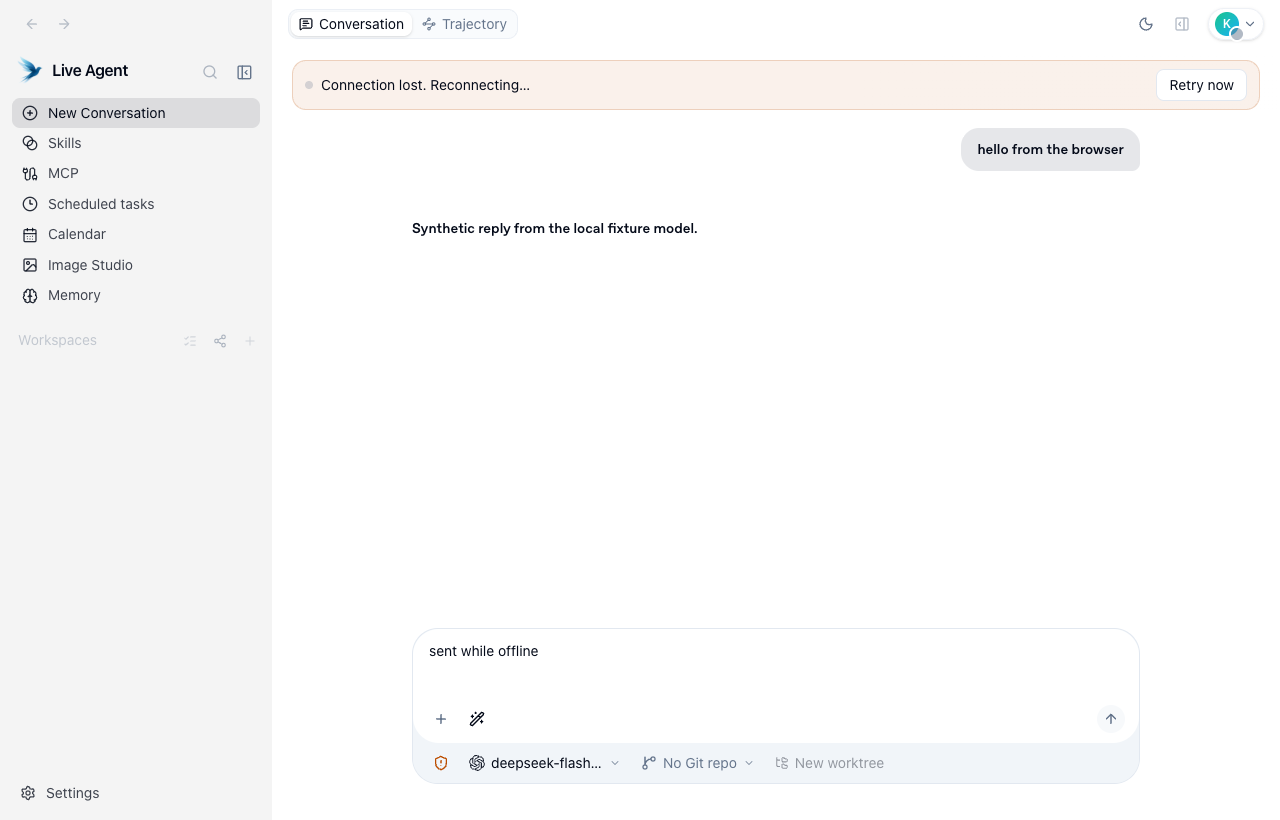 Conversation
Trajectory
K
Live Agent
Connection lost. Reconnecting...
Retry now
New Conversation
Skills
MCP
Scheduled tasks
Calendar
Image Studio
Memory
Workspaces
hello from the browser
Synthetic reply from the local fixture model.
sent while offline
deepseek-flash...
No Git repo
New worktree
Settings